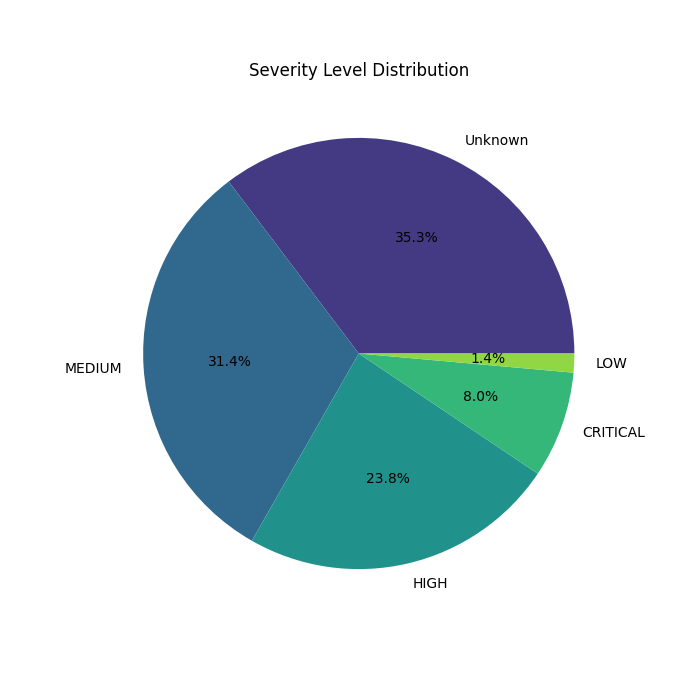 Severity Level Distribution
Unknown
35.3%
MEDIUM
31.4%
HIGH
23.8%
CRITICAL
8.0%
LOW
1.4%